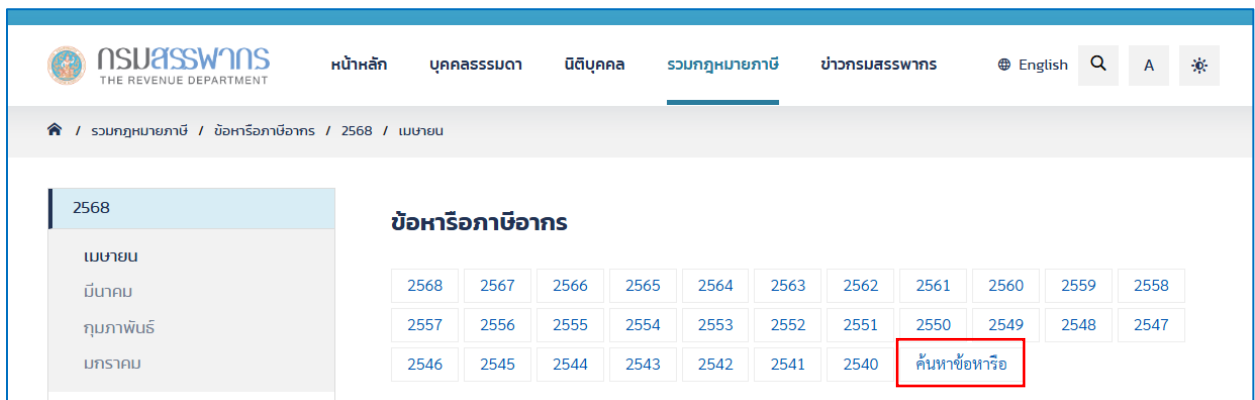 กรมสรรพากร
THE REVENUE DEPARTMENT
หน้าหลัก บุคคลธรรมดา นิติบุคคล รวมกฎหมายภาษี ข่าวกรมสรรพากร English A
/ รวมกฎหมายภาษี / ข้อหารือภาษีอากร / 2568 / เมษายน
2568
เมษายน
มีนาคม
กุมภาพันธ์
มกราคม
ข้อหารือภาษีอากร
2568 2567 2566 2565 2564 2563 2562 2561 2560 2559 2558
2557 2556 2555 2554 2553 2552 2551 2550 2549 2548 2547
2546 2545 2544 2543 2542 2541 2540 ค้นหาข้อหารือ